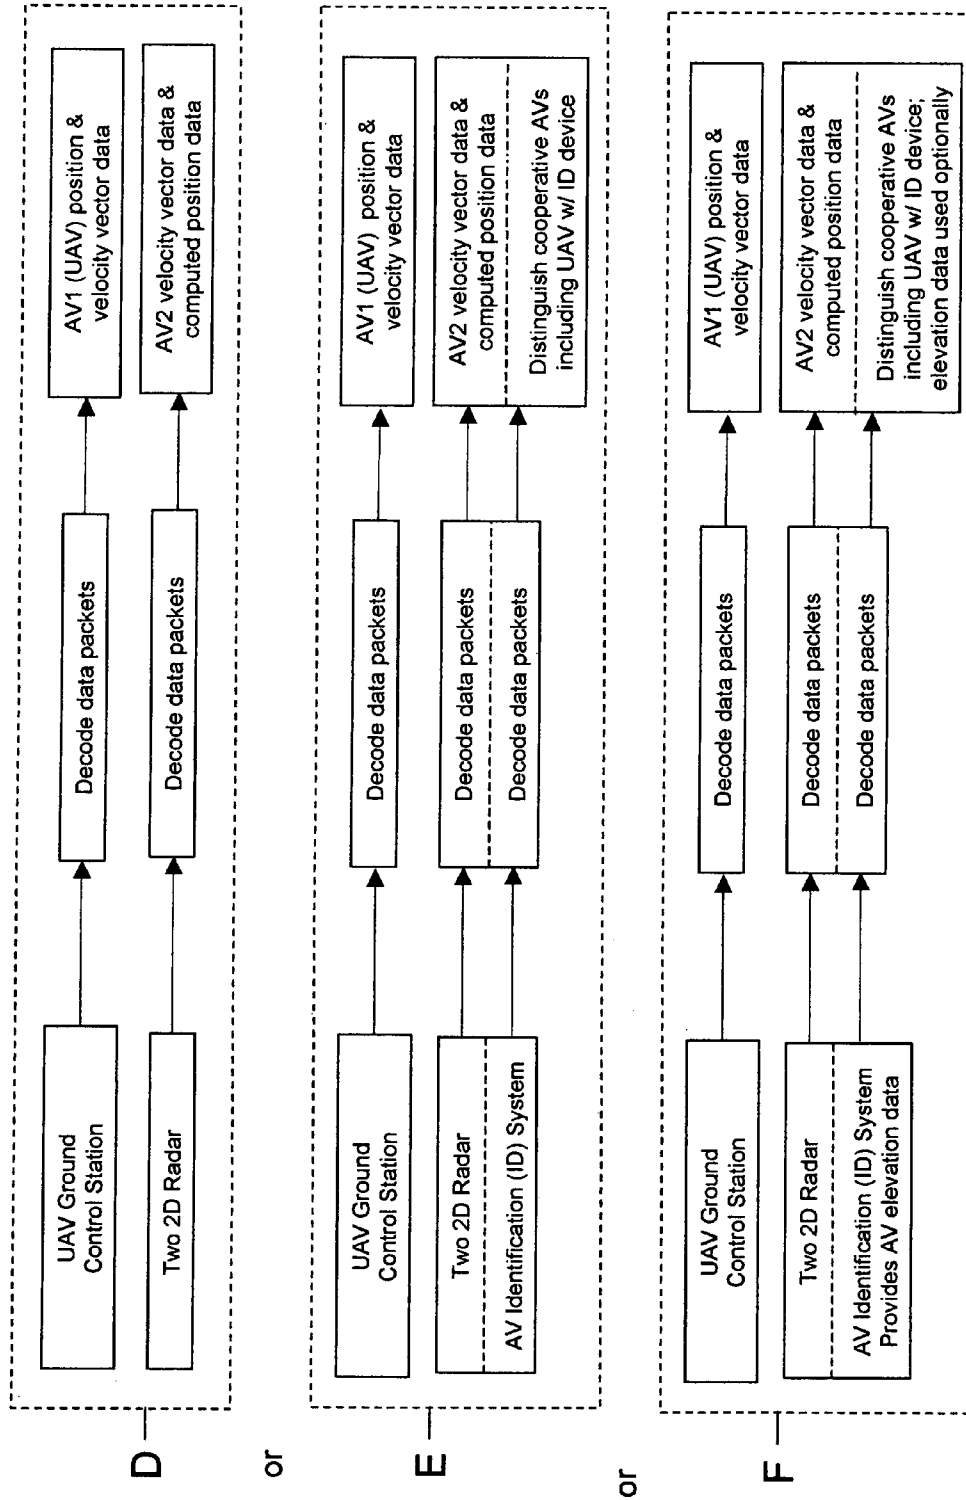 D
UAV Ground
Control Station
Decode data packets
AV1 (UAV) position &
velocity vector data
Two 2D Radar
Decode data packets
AV2 velocity vector data &
computed position data
or
E
UAV Ground
Control Station
Decode data packets
AV1 (UAV) position &
velocity vector data
Two 2D Radar
Decode data packets
AV2 velocity vector data &
computed position data
AV Identification (ID) System
Decode data packets
Distinguish cooperative AVs
including UAV w/ ID device
or
F
UAV Ground
Control Station
Decode data packets
AV1 (UAV) position &
velocity vector data
Two 2D Radar
Decode data packets
AV2 velocity vector data &
computed position data
AV Identification (ID) System
Provides AV elevation data
Decode data packets
Distinguish cooperative AVs
including UAV w/ ID device;
elevation data used optionally